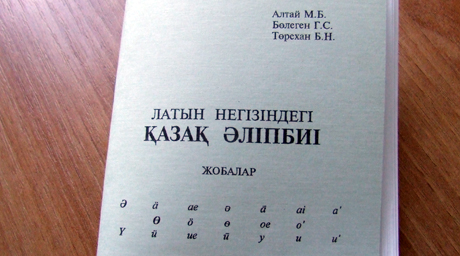 Алтай М.Б.
Бөлеген Г.С.
Төрехан Б.Н.
ЛАТЫН НЕГІЗІНДЕГІ
ҚАЗАҚ ӘЛІПБИІ
ЖОБАЛАР
Ә ä ae ә ä ai a'
Ө ö ө oe o'
Ү ü ue ü y u u'